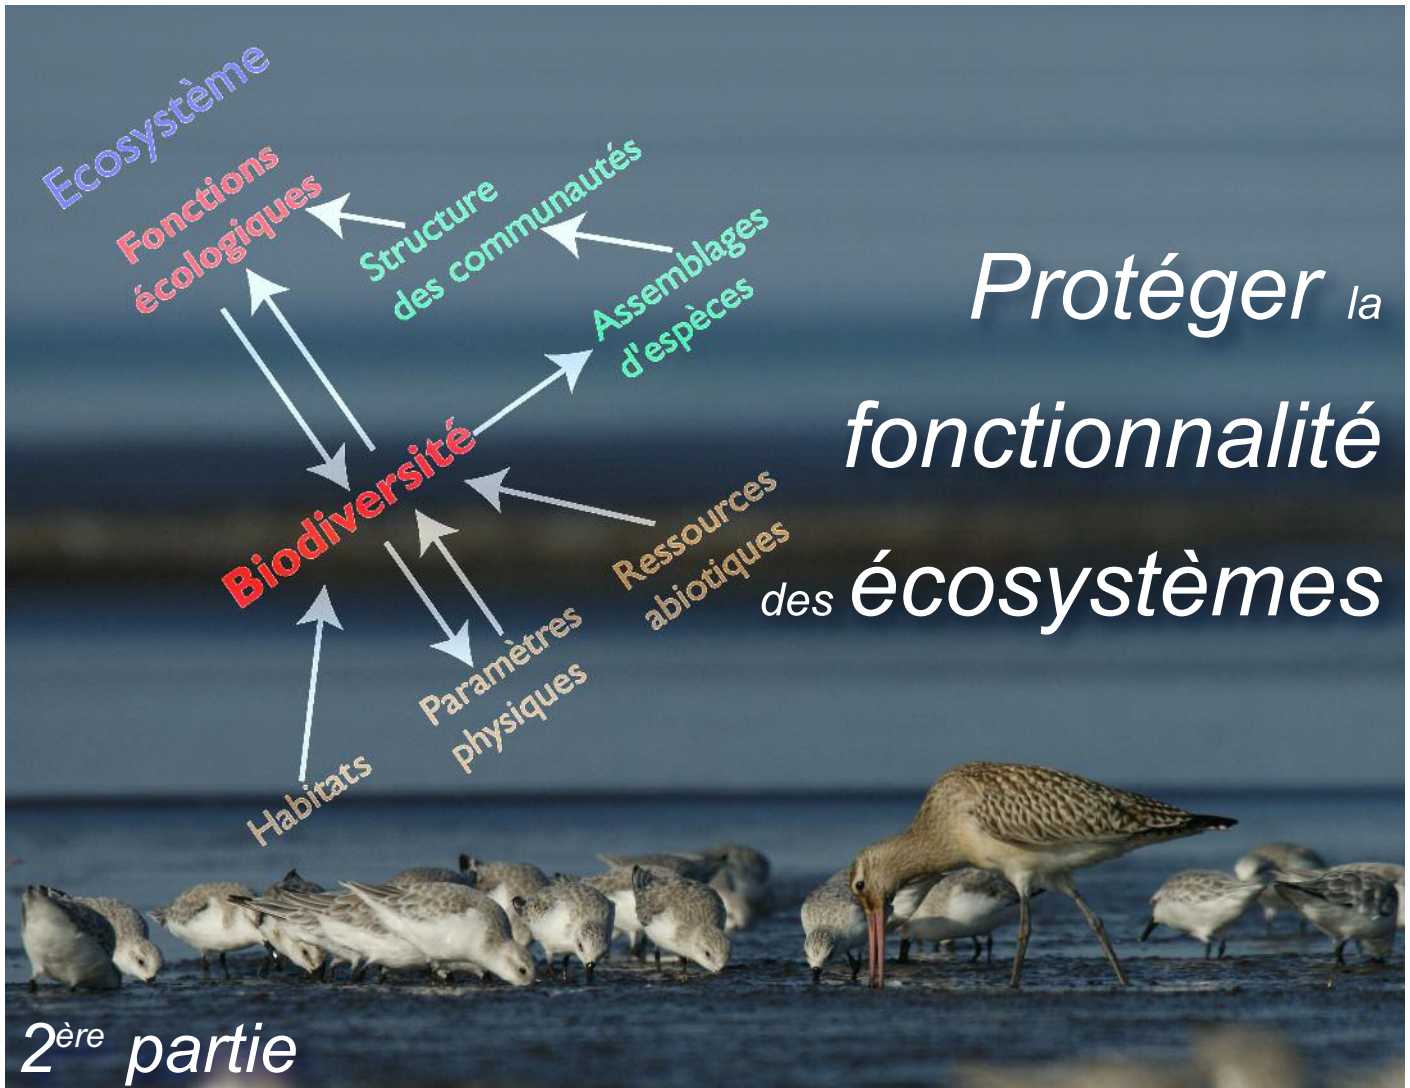 Ecosystème
Fonctions
écologiques
Structure
des communautés
Assemblages
d'espèces
Protéger la
fonctionnalité
des écosystèmes
Biodiversité
Ressources
abiotiques
Paramètres
physiques
Habitats
2ère partie